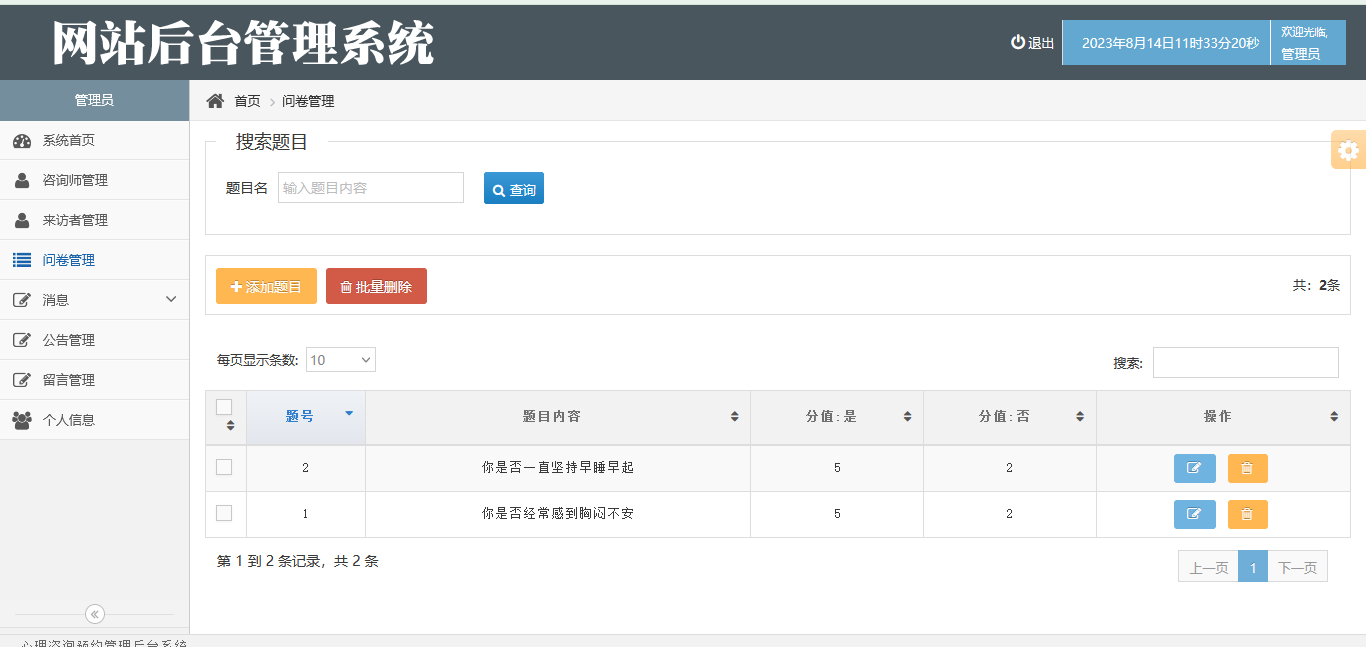 网站后台管理系统
退出
2023年8月14日11时33分20秒
欢迎光临,
管理员
管理员
系统首页
咨询师管理
来访者管理
问卷管理
消息
公告管理
留言管理
个人信息
首页 > 问卷管理
搜索题目
题目名 输入题目内容 查询
添加题目 批量删除 共: 2条
每页显示条数: 10 搜索:
题号 题目内容 分值:是 分值:否 操作
2 你是否一直坚持早睡早起 5 2
1 你是否经常感到胸闷不安 5 2
第 1 到 2 条记录，共 2 条
上一页 1 下一页
心理咨询预约管理后台系统